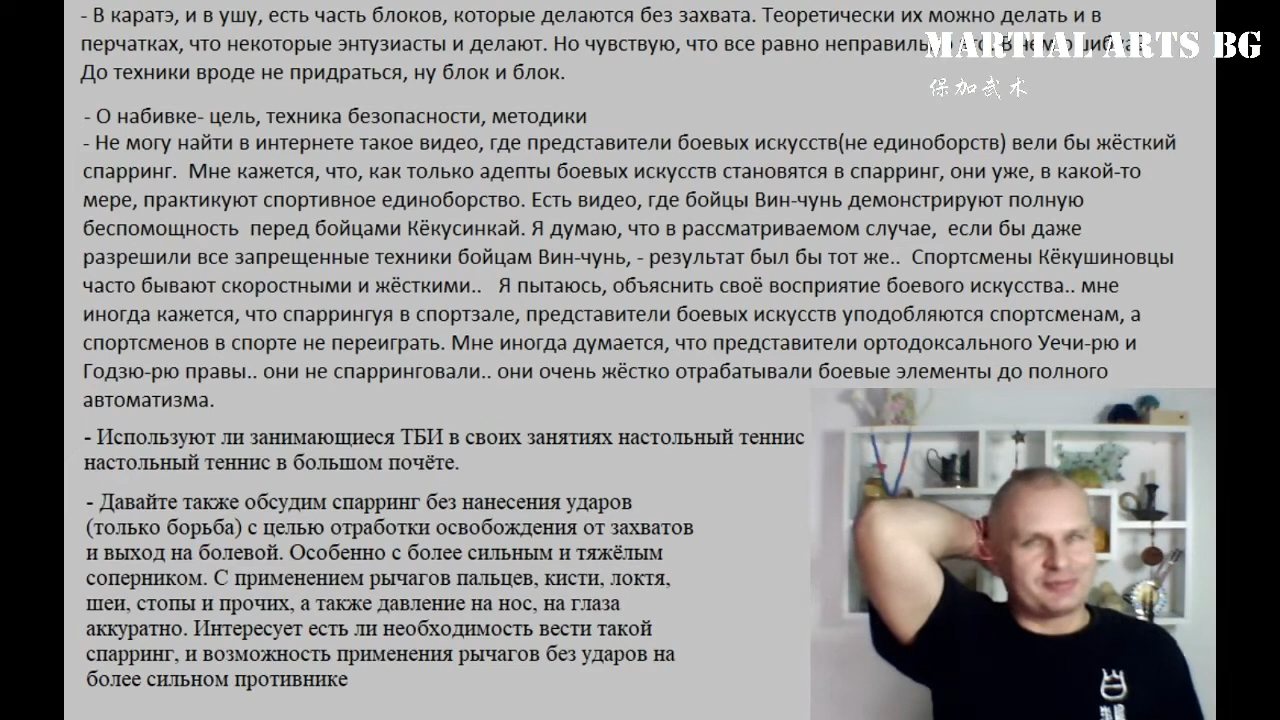 - В каратэ, и в ушу, есть часть блоков, которые делаются без захвата. Теоретически их можно делать и в
перчатках, что некоторые энтузиасты и делают. Но чувствую, что все равно неправильно
MARTIAL ARTS BG
До техники вроде не придраться, ну блок и блок.
保加武术
- О набивке- цель, техника безопасности, методики
- Не могу найти в интернете такое видео, где представители боевых искусств(не единоборств) вели бы жёсткий
спарринг. Мне кажется, что, как только адепты боевых искусств становятся в спарринг, они уже, в какой-то
мере, практикуют спортивное единоборство. Есть видео, где бойцы Вин-чунь демонстрируют полную
беспомощность перед бойцами Кёкусинкай. Я думаю, что в рассматриваемом случае, если бы даже
разрешили все запрещенные техники бойцам Вин-чунь, - результат был бы тот же.. Спортсмены Кёкушиновцы
часто бывают скоростными и жёсткими.. Я пытаюсь, объяснить своё восприятие боевого искусства.. мне
иногда кажется, что спаррингуя в спортзале, представители боевых искусств уподобляются спортсменам, а
спортсменов в спорте не переиграть. Мне иногда думается, что представители ортодоксального Уечи-рю и
Годзю-рю правы.. они не спарринговали.. они очень жёстко отрабатывали боевые элементы до полного
автоматизма.
- Используют ли занимающиеся ТБИ в своих занятиях настольный теннис
настольный теннис в большом почёте.
- Давайте также обсудим спарринг без нанесения ударов
(только борьба) с целью отработки освобождения от захватов
и выход на болевой. Особенно с более сильным и тяжёлым
соперником. С применением рычагов пальцев, кисти, локтя,
шеи, стопы и прочих, а также давление на нос, на глаза
аккуратно. Интересует есть ли необходимость вести такой
спарринг, и возможность применения рычагов без ударов на
более сильном противнике